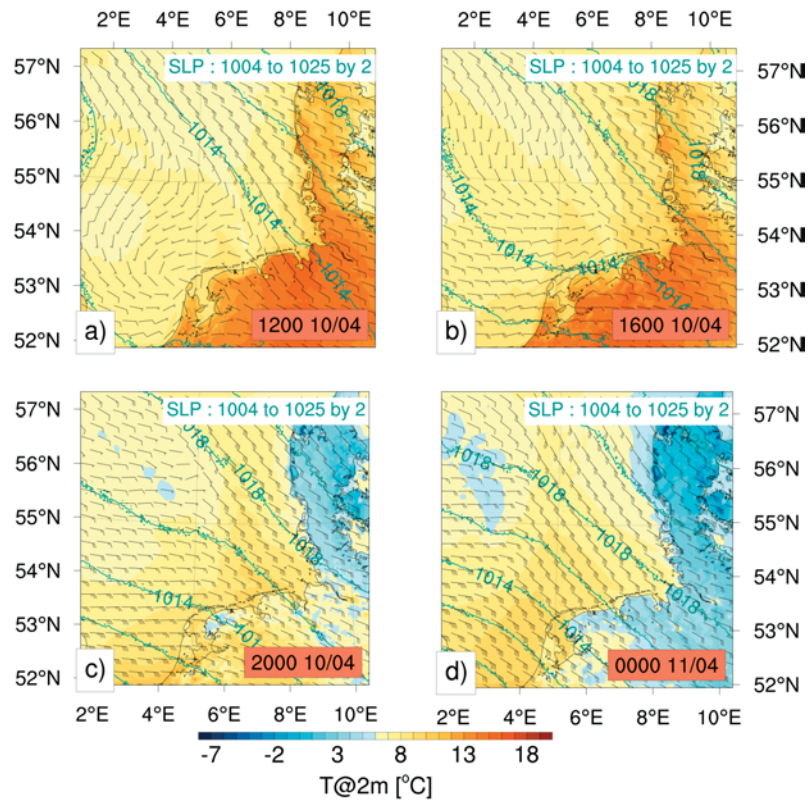 2°E 4°E 6°E 8°E 10°E 2°E 4°E 6°E 8°E 10°E
57°N SLP : 1004 to 1025 by 2 SLP : 1004 to 1025 by 2 57°N
1018
56°N 56°N
1014 1018
55°N 55°N
1014
54°N 1014 54°N
1014
53°N 1014 1014 53°N
1014
52°N a) 1200 10/04 b) 1600 10/04 52°N
57°N SLP : 1004 to 1025 by 2 SLP : 1004 to 1025 by 2 57°N
1018
56°N 1018 1018 56°N
55°N 1018 1018 55°N
54°N 54°N
1014 1014 1018
53°N 101 1014 53°N
52°N c) 2000 10/04 d) 0000 11/04 52°N
2°E 4°E 6°E 8°E 10°E 2°E 4°E 6°E 8°E 10°E
-7 -2 3 8 13 18
T@2m [°C]